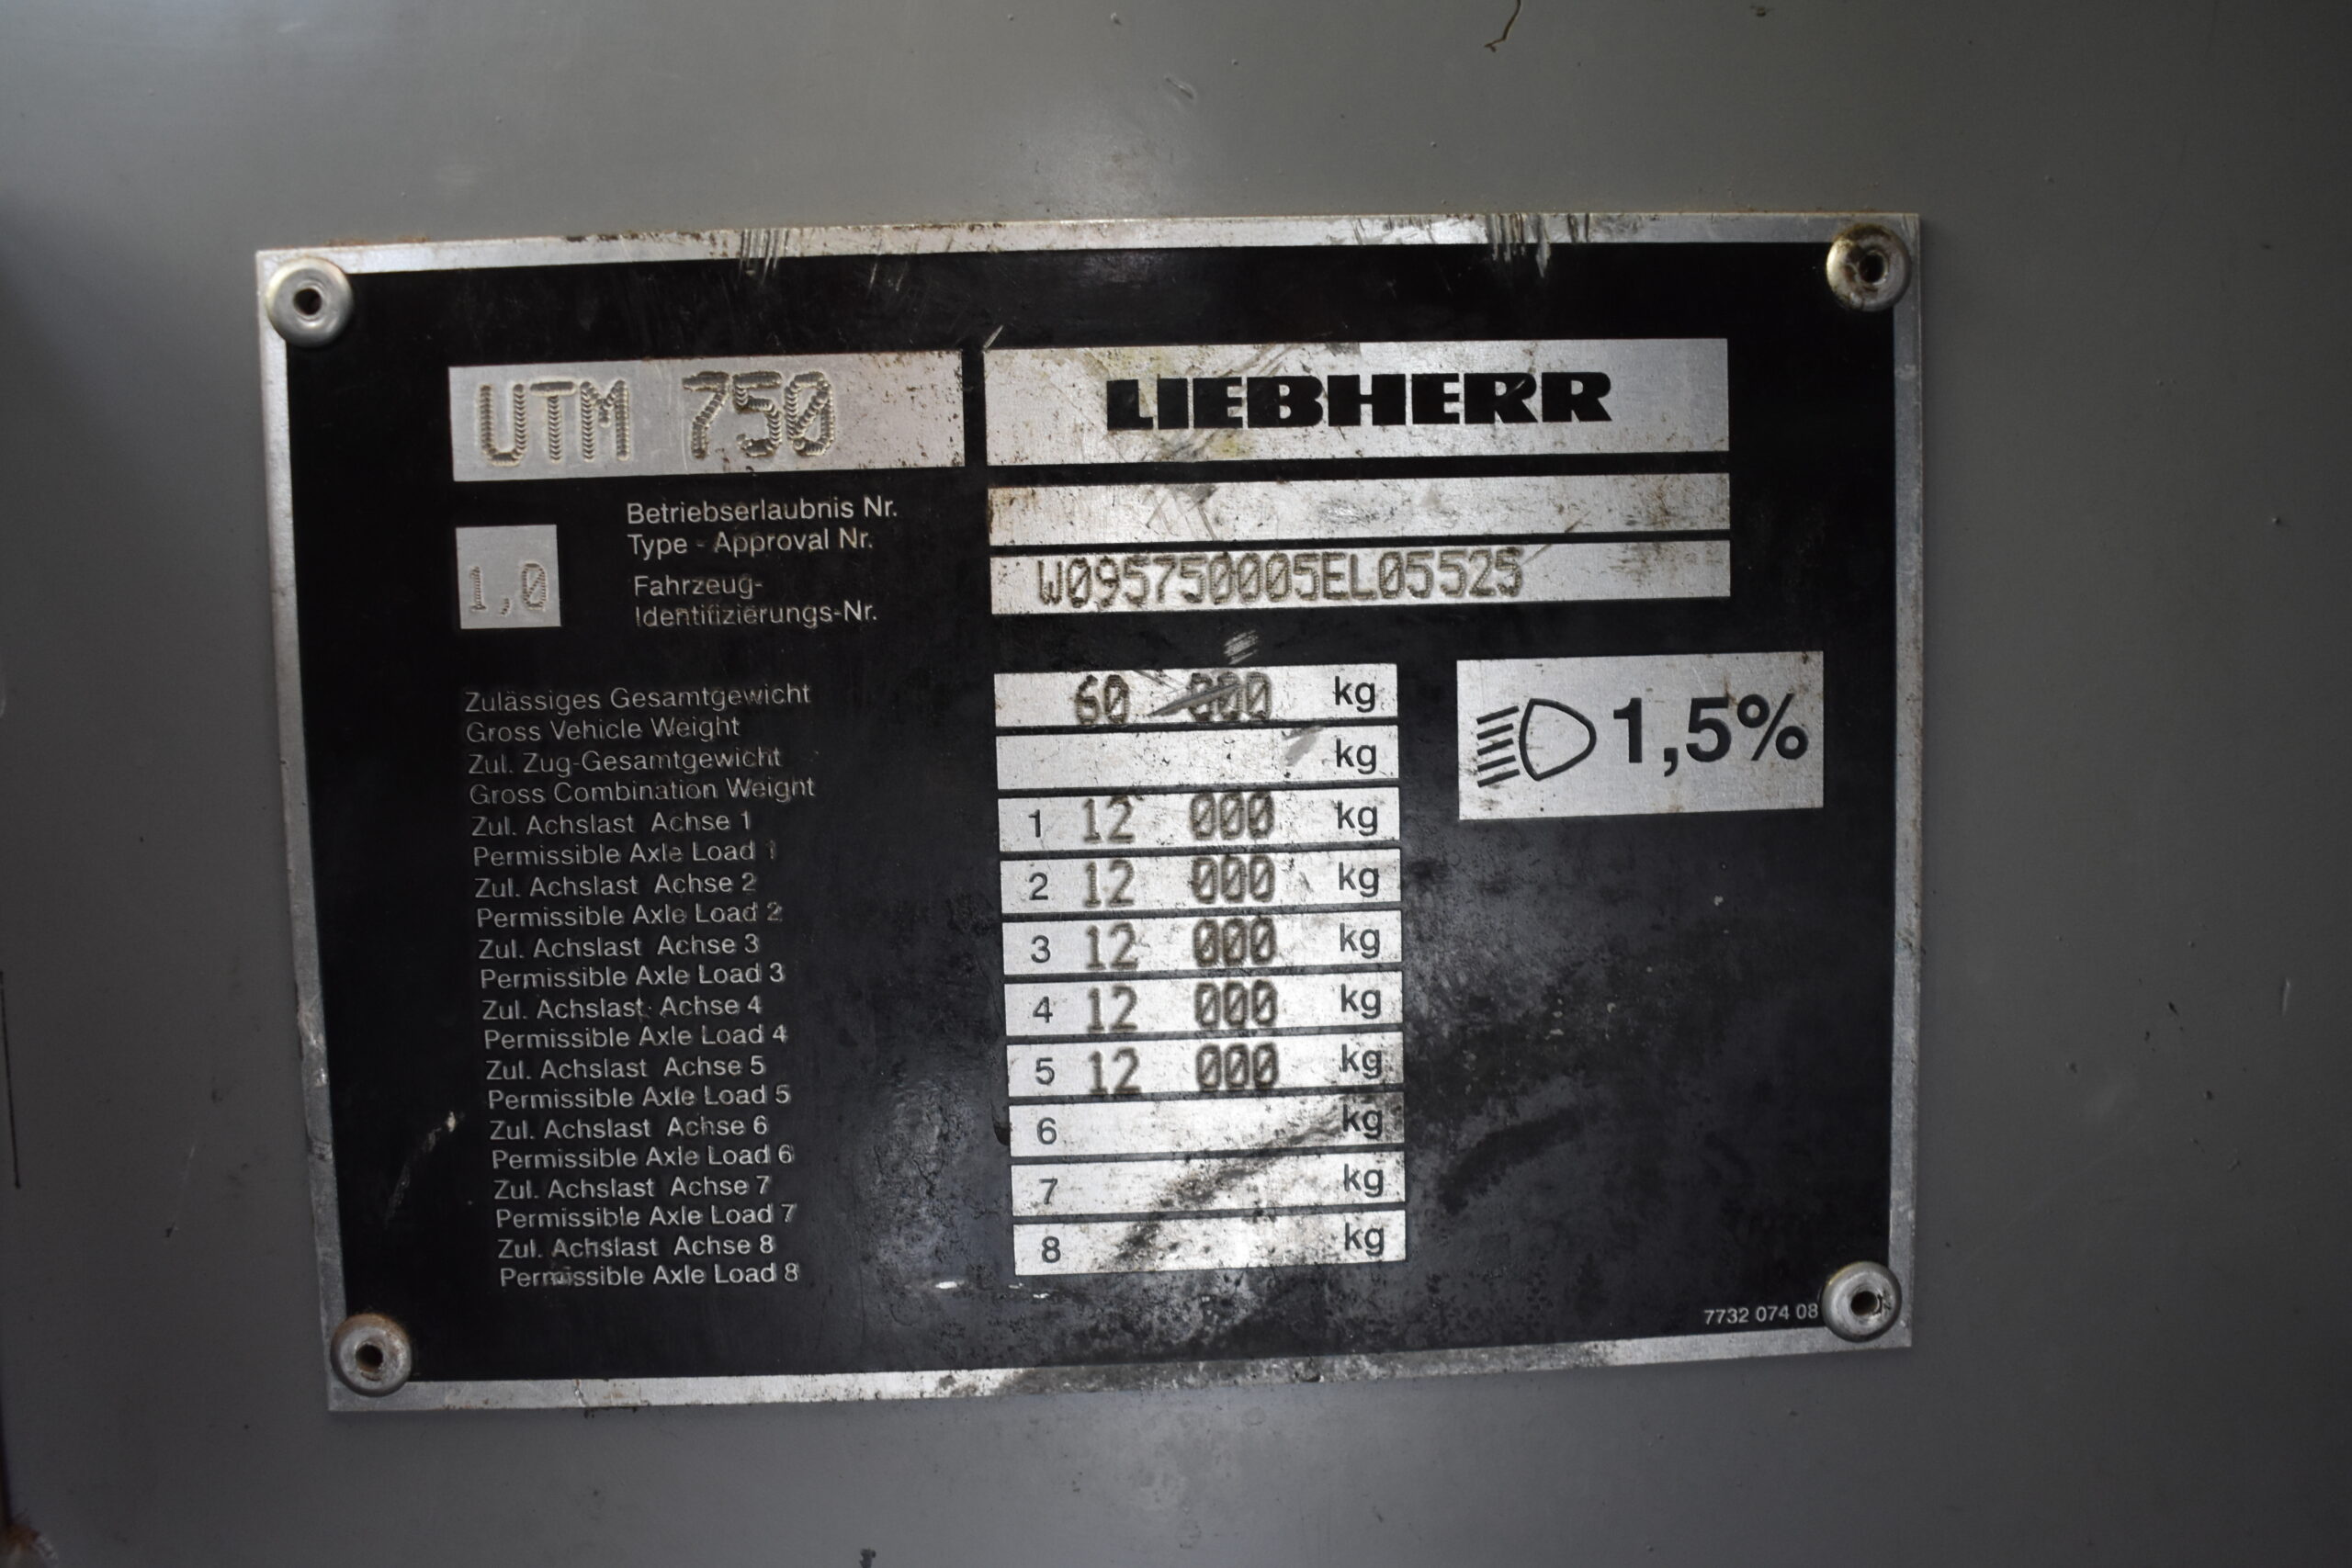 UTM 750
LIEBHERR
1,0
Betriebserlaubnis Nr.
Type - Approval Nr.
Fahrzeug-
Identifizierungs-Nr.
W095750005EL05525
Zulässiges Gesamtgewicht
Gross Vehicle Weight
60 000 kg
Zul. Zug-Gesamtgewicht
Gross Combination Weight
kg
Zul. Achslast Achse 1
Permissible Axle Load 1
1 12 000 kg
Zul. Achslast Achse 2
Permissible Axle Load 2
2 12 000 kg
Zul. Achslast Achse 3
Permissible Axle Load 3
3 12 000 kg
Zul. Achslast Achse 4
Permissible Axle Load 4
4 12 000 kg
Zul. Achslast Achse 5
Permissible Axle Load 5
5 12 000 kg
Zul. Achslast Achse 6
Permissible Axle Load 6
6 kg
Zul. Achslast Achse 7
Permissible Axle Load 7
7 kg
Zul. Achslast Achse 8
Permissible Axle Load 8
8 kg
1,5%
7732 074 08